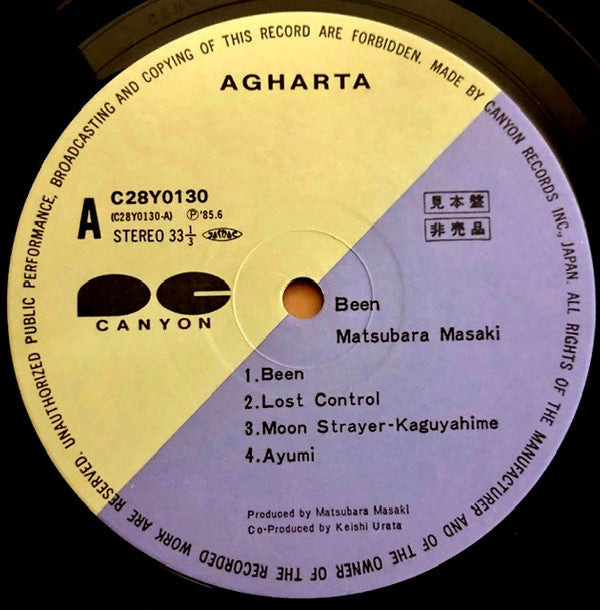 UNAUTHORIZED PUBLIC PERFORMANCE, BROADCASTING AND COPYING OF THIS RECORD ARE FORBIDDEN. MADE BY CANYON RECORDS INC., JAPAN. ALL RIGHTS OF THE MANUFACTURER AND OF THE OWNER OF THE RECORDED WORK ARE RESERVED.
AGHARTA
A
C28Y0130
(C28Y0130-A) Ⓟ'85.6
STEREO 33 1/3 JASRAC
見本盤
非売品
CANYON
Been
Matsubara Masaki
1.Been
2.Lost Control
3.Moon Strayer-Kaguyahime
4.Ayumi
Produced by Matsubara Masaki
Co-Produced by Keishi Urata